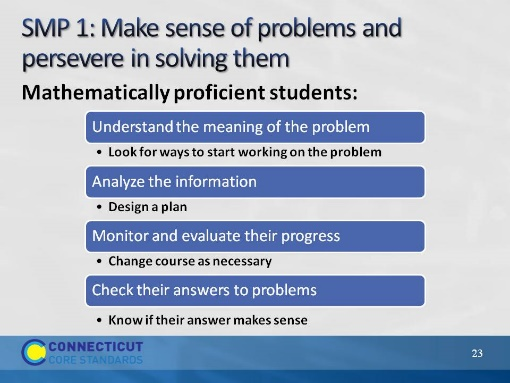 SMP 1: Make sense of problems and
persevere in solving them
Mathematically proficient students:
Understand the meaning of the problem
• Look for ways to start working on the problem
Analyze the information
• Design a plan
Monitor and evaluate their progress
• Change course as necessary
Check their answers to problems
• Know if their answer makes sense
CONNECTICUT
CORE STANDARDS
23